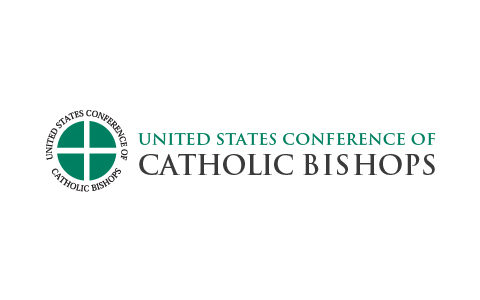 UNITED STATES CONFERENCE OF
CATHOLIC BISHOPS
UNITED STATES CONFERENCE OF
CATHOLIC BISHOPS